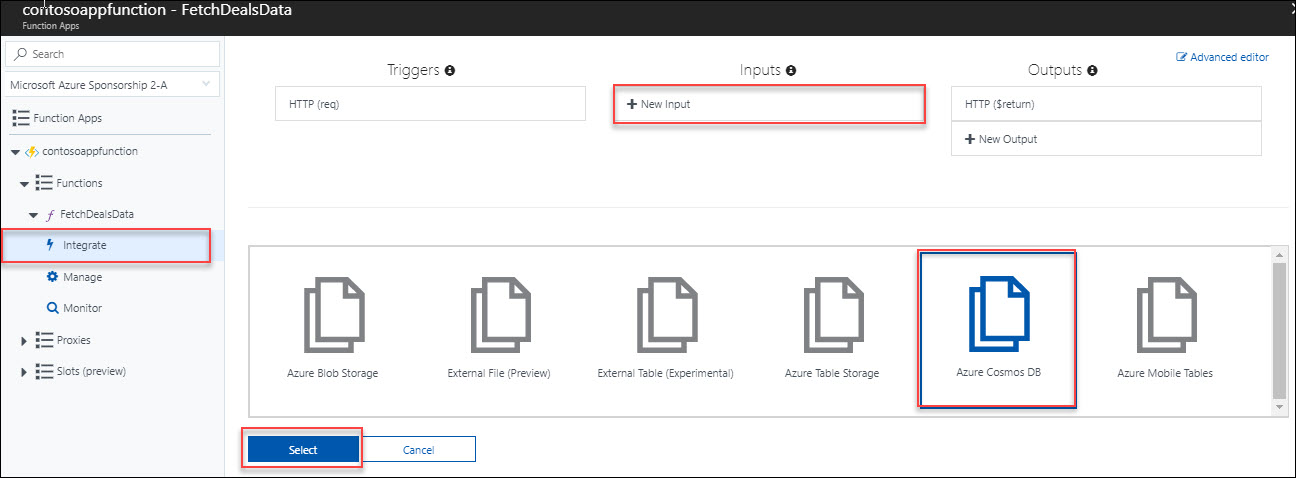 contosoappfunction - FetchDealsData
Function Apps
Search
Microsoft Azure Sponsorship 2-A
Function Apps
contosoappfunction
Functions
FetchDealsData
Integrate
Manage
Monitor
Proxies
Slots (preview)
Advanced editor
Triggers
HTTP (req)
Inputs
New Input
Outputs
HTTP ($return)
New Output
Azure Blob Storage
External File (Preview)
External Table (Experimental)
Azure Table Storage
Azure Cosmos DB
Azure Mobile Tables
Select
Cancel